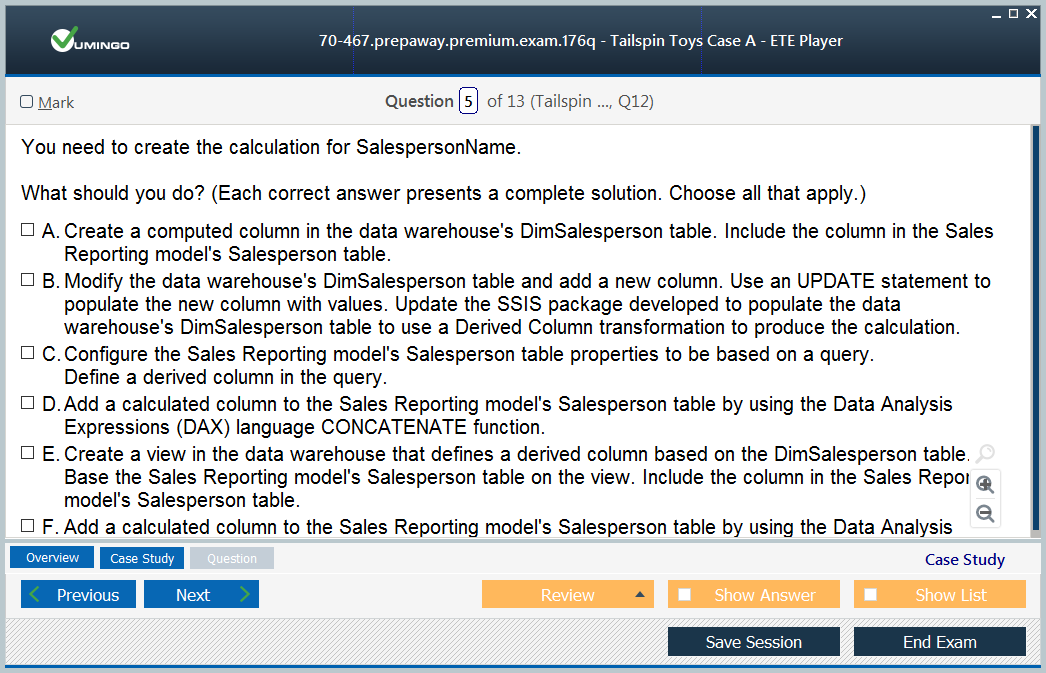 VUMINGO
70-467.prepaway.premium.exam.176q - Tailspin Toys Case A - ETE Player
Mark
Question 5 of 13 (Tailspin ..., Q12)
You need to create the calculation for SalespersonName.
What should you do? (Each correct answer presents a complete solution. Choose all that apply.)
A. Create a computed column in the data warehouse's DimSalesperson table. Include the column in the Sales
Reporting model's Salesperson table.
B. Modify the data warehouse's DimSalesperson table and add a new column. Use an UPDATE statement to
populate the new column with values. Update the SSIS package developed to populate the data
warehouse's DimSalesperson table to use a Derived Column transformation to produce the calculation.
C. Configure the Sales Reporting model's Salesperson table properties to be based on a query.
Define a derived column in the query.
D. Add a calculated column to the Sales Reporting model's Salesperson table by using the Data Analysis
Expressions (DAX) language CONCATENATE function.
E. Create a view in the data warehouse that defines a derived column based on the DimSalesperson table.
Base the Sales Reporting model's Salesperson table on the view. Include the column in the Sales Repor
model's Salesperson table.
F. Add a calculated column to the Sales Reporting model's Salesperson table by using the Data Analysis
Overview Case Study Question Case Study
Previous Next Review Show Answer Show List
Save Session End Exam